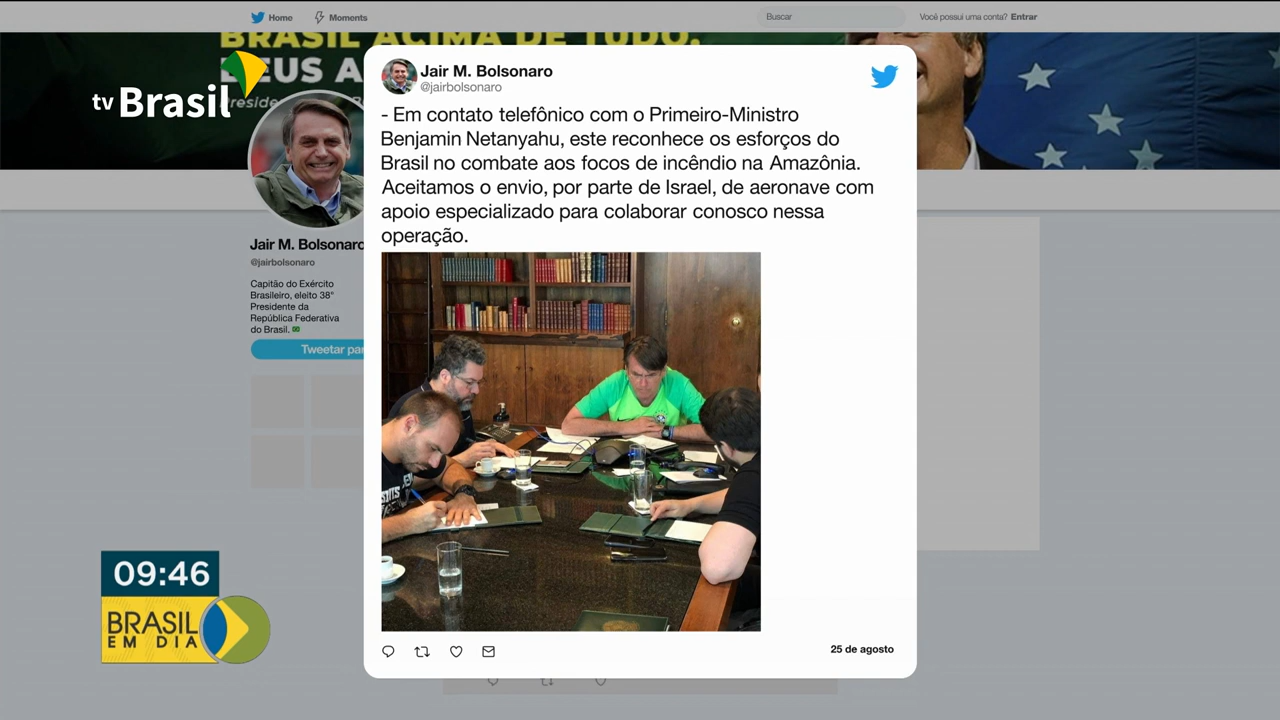 Home
Moments
Buscar
Você possui uma conta? Entrar
BRASIL ACIMA DE TUDO,
DEUS A
tv Brasil
Jair M. Bolsonaro
@jairbolsonaro
- Em contato telefônico com o Primeiro-Ministro
Benjamin Netanyahu, este reconhece os esforços do
Brasil no combate aos focos de incêndio na Amazônia.
Aceitamos o envio, por parte de Israel, de aeronave com
apoio especializado para colaborar conosco nessa
operação.
Jair M. Bolsonaro
@jairbolsonaro
Capitão do Exército
Brasileiro, eleito 38°
Presidente da
República Federativa
do Brasil.
Tweetar par
25 de agosto
09:46
BRASIL
EM DIA